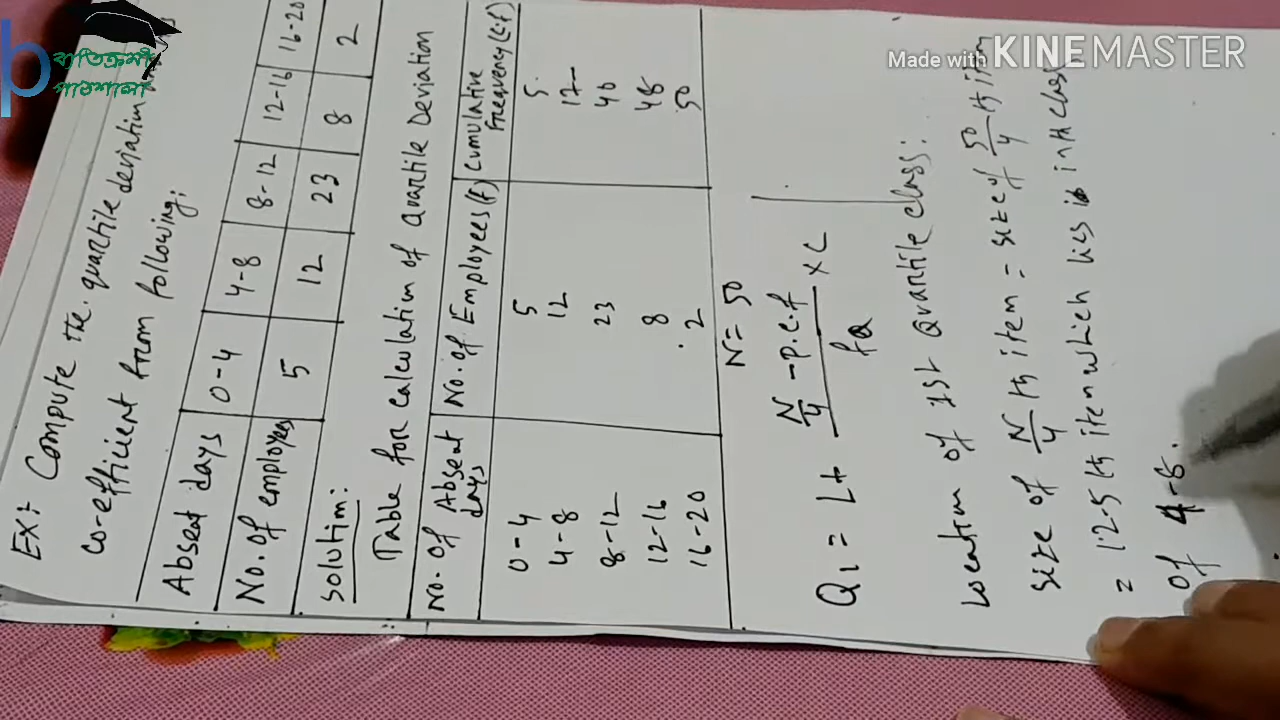 Ex: Compute the quartile deviation
co-efficient from following:
Absent days 0-4 4-8 8-12 12-16 16-20
No. of employees 5 12 23 8 2
Solution:
Table for calculation of Quartile Deviation
No. of Absent days No. of Employees (f) Cumulative Frequency (c.f)
0-4 5 5
4-8 12 17
8-12 23 40
12-16 8 48
16-20 2 50
N= 50
Q1 = L+ N/4 - p.c.f / fQ × C
Location of 1st Quartile class:
Size of N/4 th item = size of 50/4 th item
= 12.5 th item which lies in th class
of 4-8.
ব্যতিক্রমী
পাঠশালা
Made with KINEMASTER